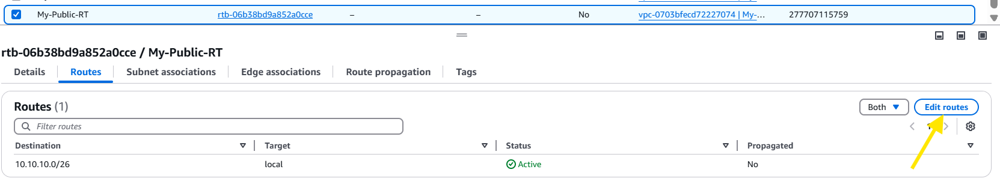 My-Public-RT rtb-06b38bd9a852a0cce – – No vpc-0703bfecd72227074 | My-... 277707115759
rtb-06b38bd9a852a0cce / My-Public-RT
Details Routes Subnet associations Edge associations Route propagation Tags
Routes (1) Both Edit routes
Filter routes
Destination Target Status Propagated
10.10.10.0/26 local Active No